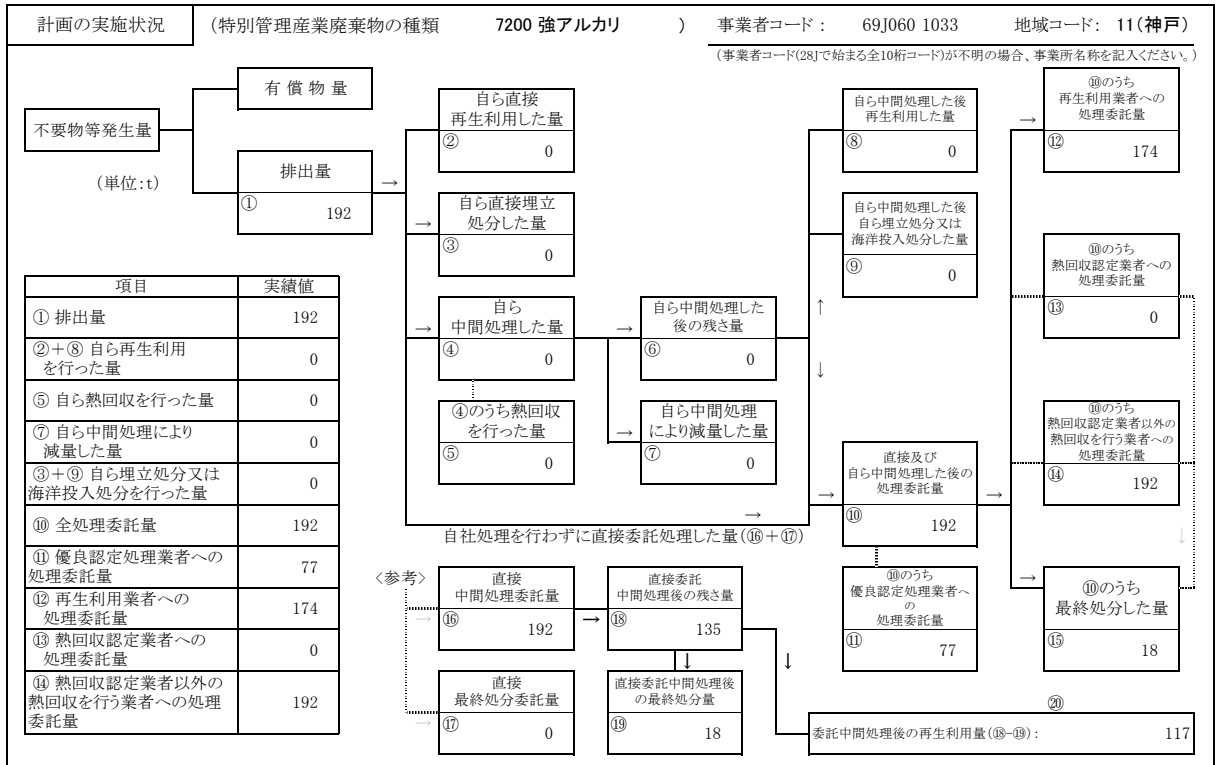 計画の実施状況 (特別管理産業廃棄物の種類 7200 強アルカリ ) 事業者コード： 69J060 1033 地域コード： 11(神戸)
(事業者コード(28Jで始まる全10桁コード)が不明の場合、事業所名称を記入ください。)
不要物等発生量
(単位:t)
有償物量
排出量
① 192
→
自ら直接
再生利用した量
② 0
→
自ら直接埋立
処分した量
③ 0
→
自ら
中間処理した量
④ 0
④のうち熱回収
を行った量
⑤ 0
→
自ら中間処理した
後の残さ量
⑥ 0
→
自ら中間処理
により減量した量
⑦ 0
自ら中間処理した後
再生利用した量
⑧ 0
自ら中間処理した後
自ら埋立処分又は
海洋投入処分した量
⑨ 0
↑
↓
→
自社処理を行わずに直接委託処理した量(⑯＋⑰)
→
直接及び
自ら中間処理した後の
処理委託量
⑩ 192
→
⑩のうち
優良認定処理業者へ
の
処理委託量
⑪ 77
→
⑩のうち
再生利用業者への
処理委託量
⑫ 174
⑩のうち
熱回収認定業者への
処理委託量
⑬ 0
⑩のうち
熱回収認定業者以外の
熱回収を行う業者への
処理委託量
⑭ 192
↓
→
⑩のうち
最終処分した量
⑮ 18
〈参考〉
→
直接
中間処理委託量
⑯ 192
→
直接
最終処分委託量
⑰ 0
→
直接委託
中間処理後の残さ量
⑱ 135
↓
↓
直接委託中間処理後
の最終処分量
⑲ 18
⑳
委託中間処理後の再生利用量(⑱-⑲)： 117
項目 実績値
① 排出量 192
②＋⑧ 自ら再生利用
を行った量 0
⑤ 自ら熱回収を行った量 0
⑦ 自ら中間処理により
減量した量 0
③＋⑨ 自ら埋立処分又は
海洋投入処分を行った量 0
⑩ 全処理委託量 192
⑪ 優良認定処理業者への
処理委託量 77
⑫ 再生利用業者への
処理委託量 174
⑬ 熱回収認定業者への
処理委託量 0
⑭ 熱回収認定業者以外の
熱回収を行う業者への処理
委託量 192